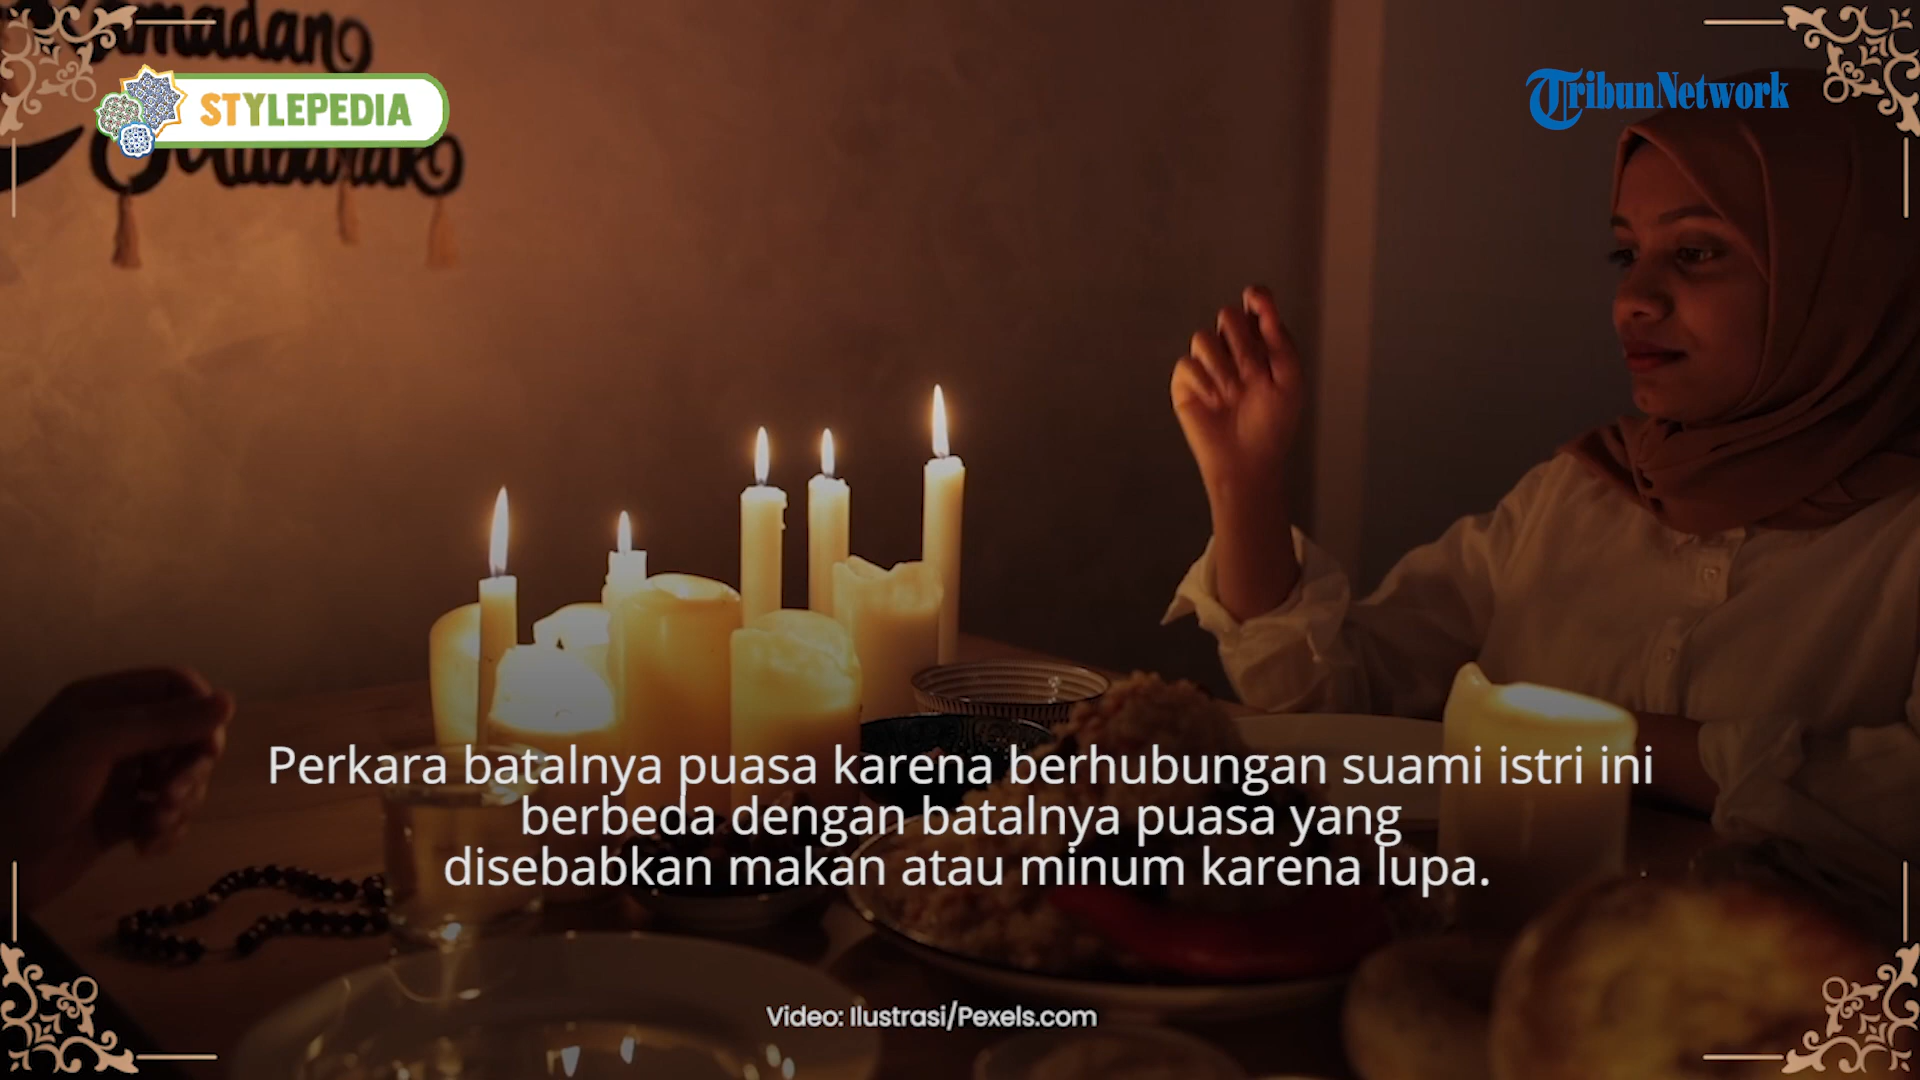 STYLEPEDIA
TribunNetwork
Perkara batalnya puasa karena berhubungan suami istri ini
berbeda dengan batalnya puasa yang
disebabkan makan atau minum karena lupa.
Video: Ilustrasi/Pexels.com